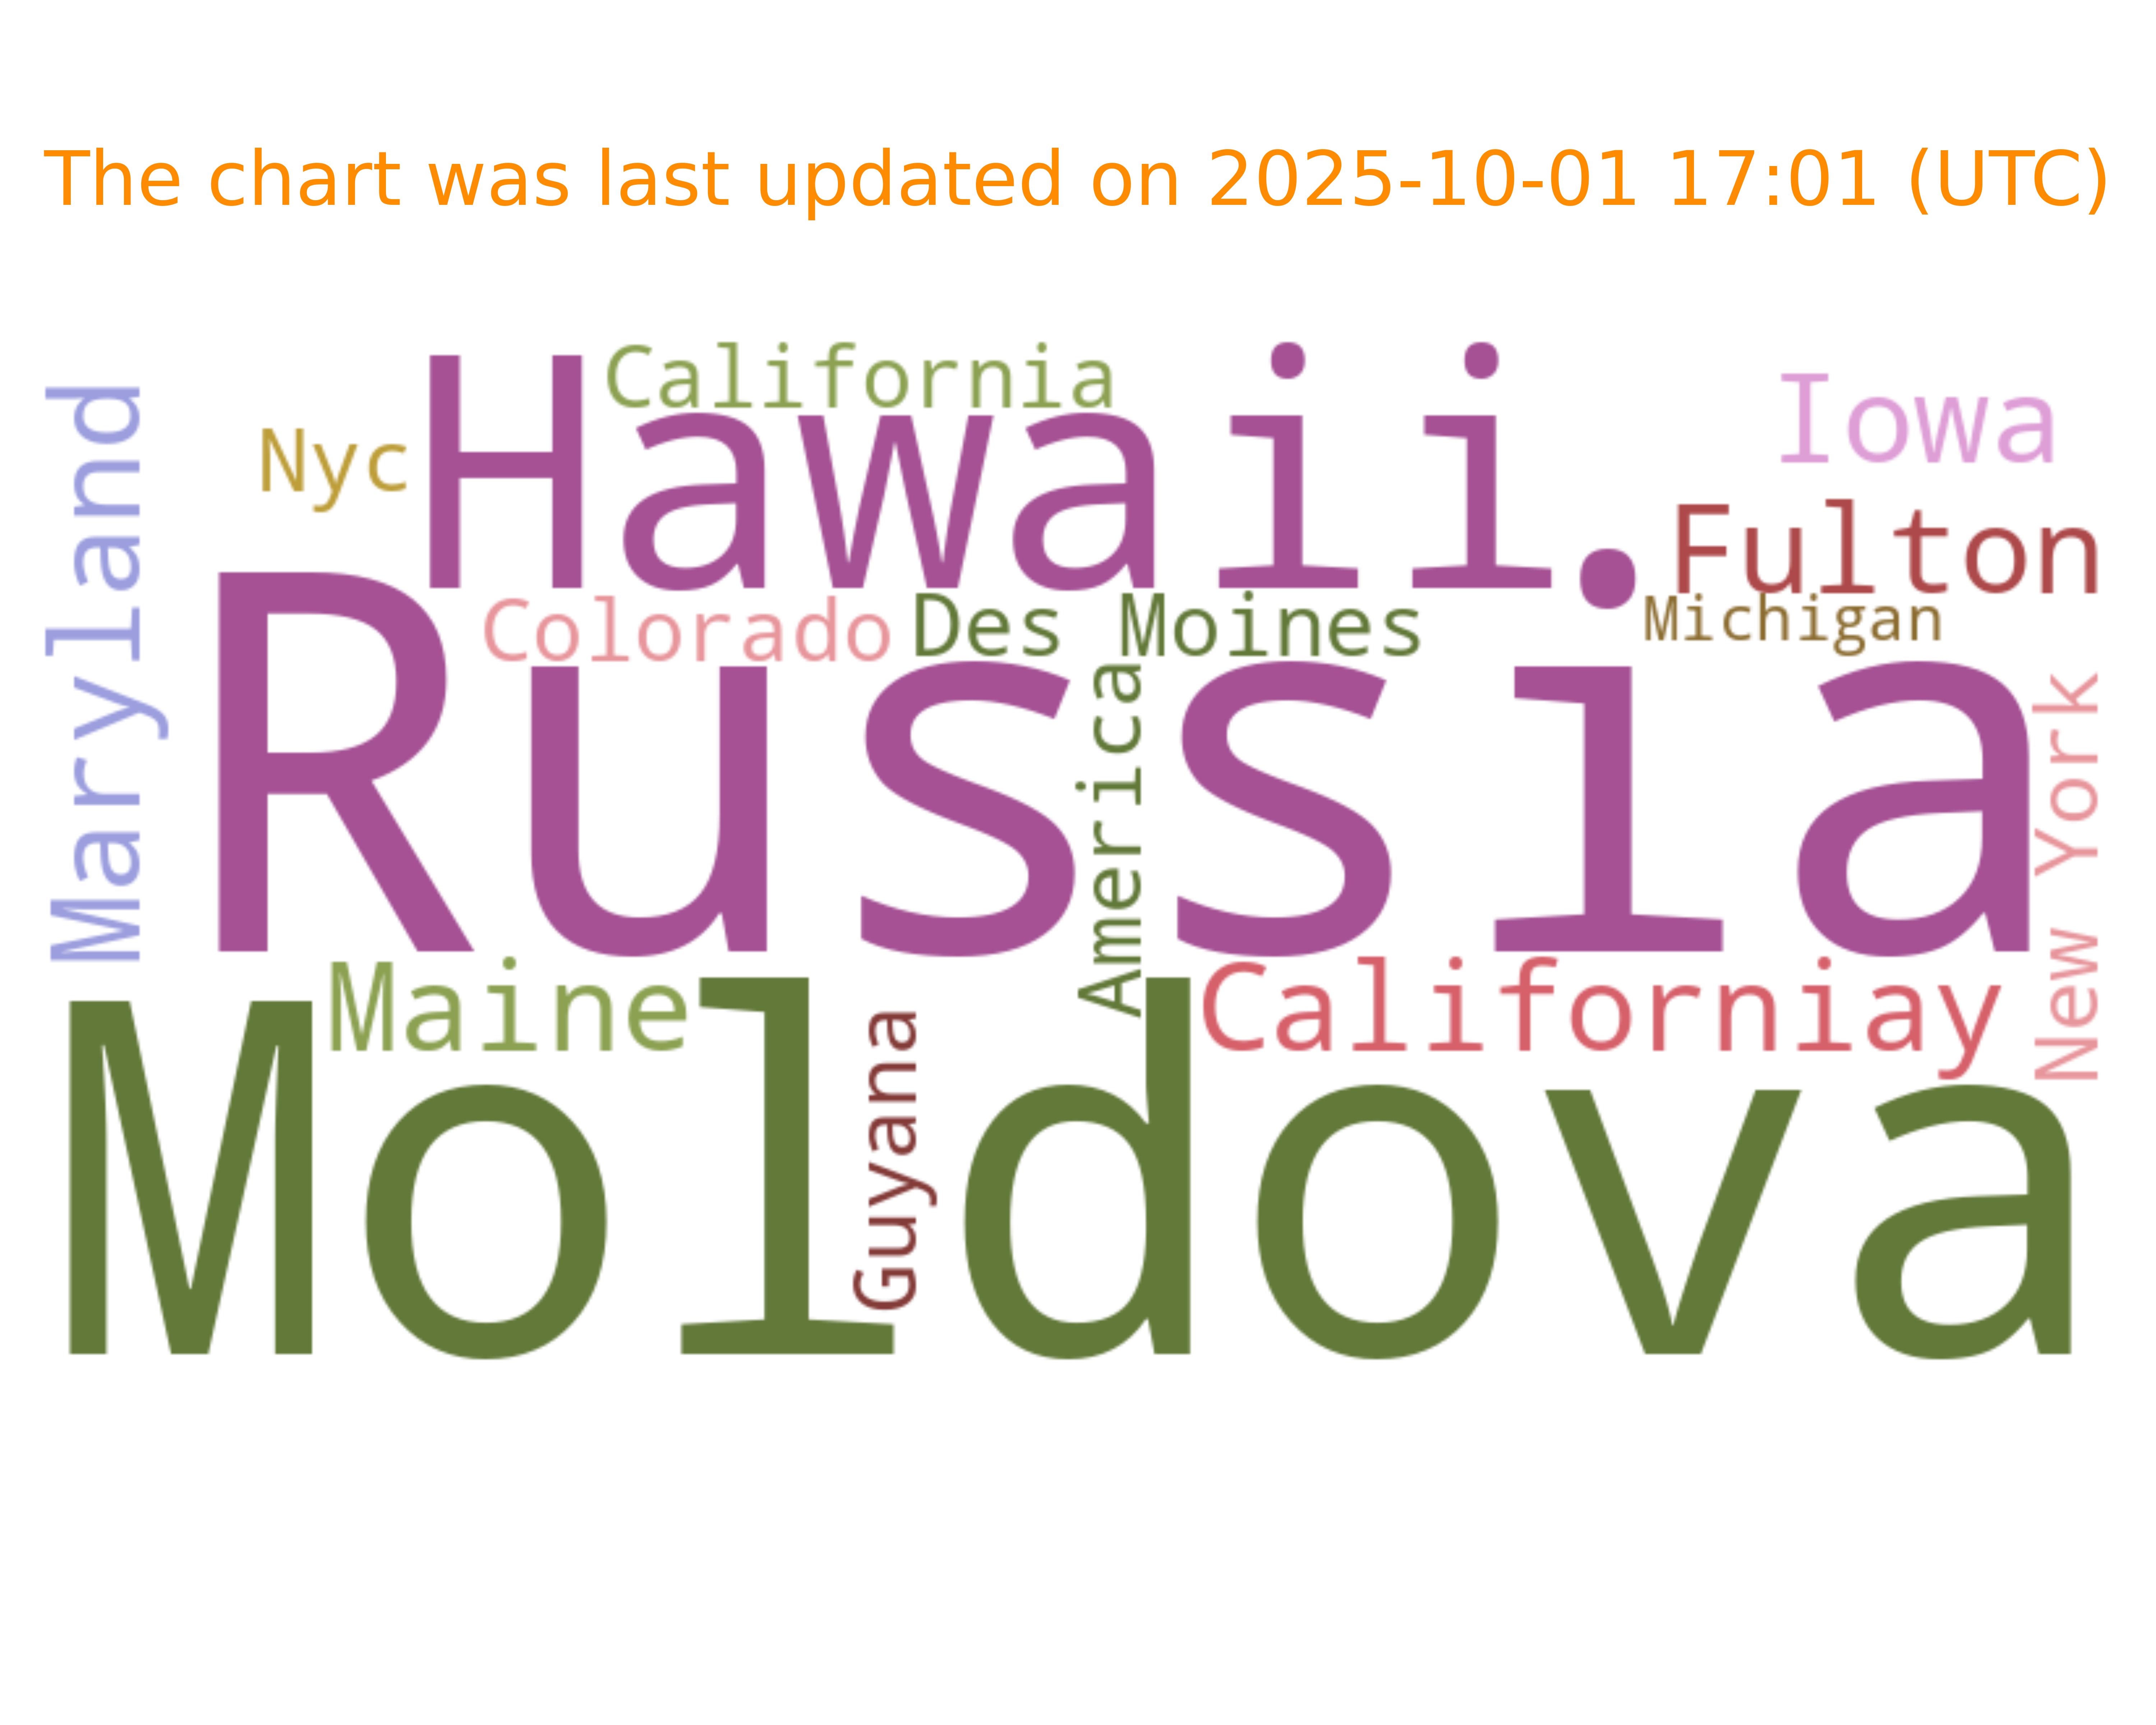 The chart was last updated on 2025-10-01 17:01 (UTC)
California
Hawaii.
Iowa
Nyc
Maryland
Fulton
Colorado
Des Moines
Michigan
Russia
America
New York
Maine
Californiay
Guyana
Moldova